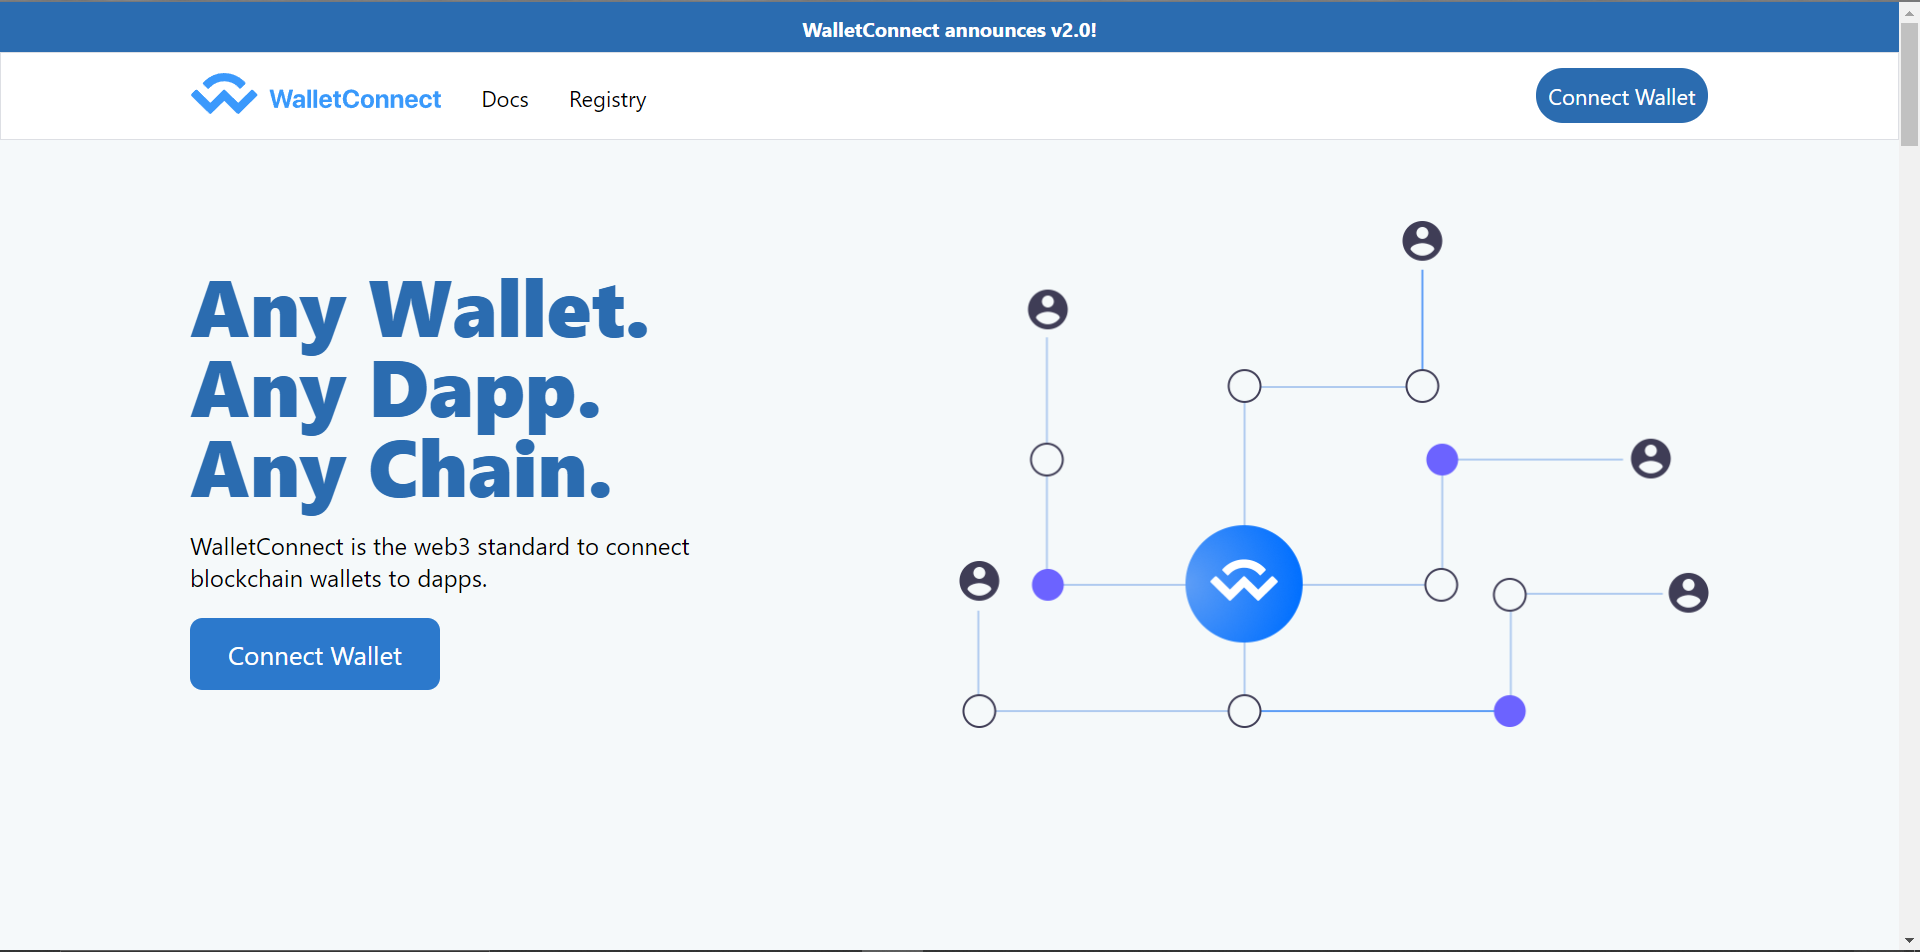 WalletConnect announces v2.0!
WalletConnect Docs Registry Connect Wallet
Any Wallet.
Any Dapp.
Any Chain.
WalletConnect is the web3 standard to connect
blockchain wallets to dapps.
Connect Wallet